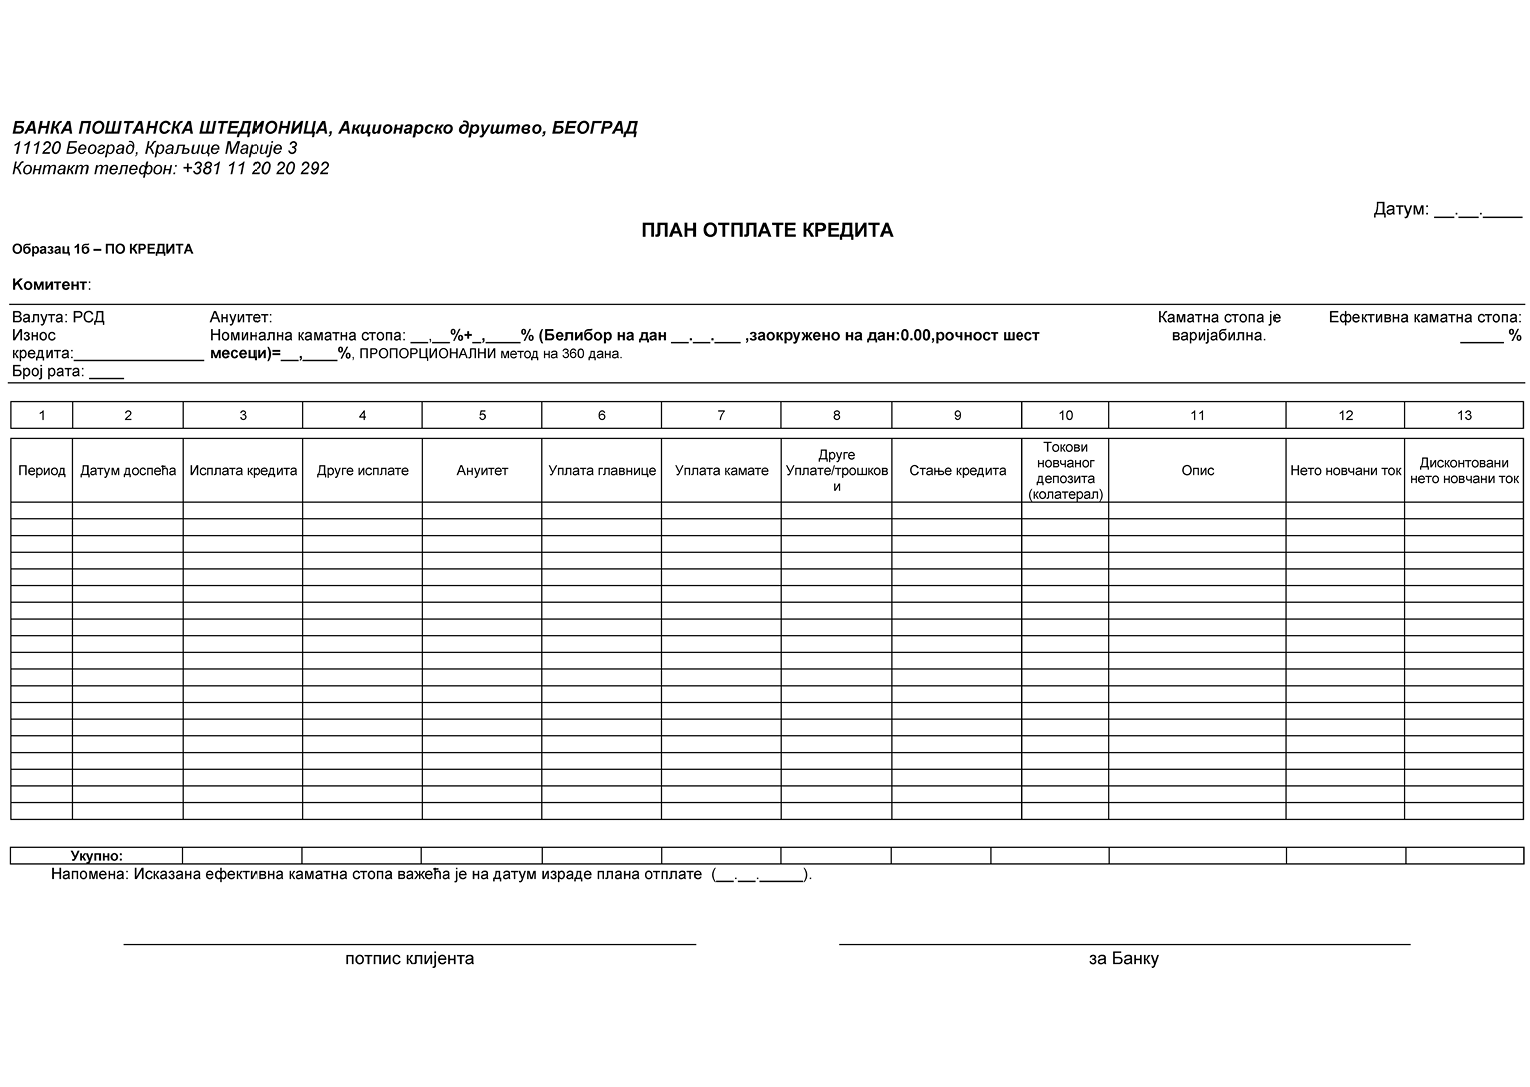 БАНКА ПОШТАНСКА ШТЕДИОНИЦА, Акционарско друштво, БЕОГРАД
11120 Београд, Краљице Марије 3
Контакт телефон: +381 11 20 20 292
Датум: __.__.____
ПЛАН ОТПЛАТЕ КРЕДИТА
Образац 1б – ПО КРЕДИТА
Комитент:
Валута: РСД
Износ
кредита:_______________
Број рата: ____
Ануитет:
Номинална каматна стопа: __,__%+_,____% (Белибор на дан __.__.___ ,заокружено на дан:0.00,рочност шест
месеци)=__,____%, ПРОПОРЦИОНАЛНИ метод на 360 дана.
Каматна стопа је
варијабилна.
Ефективна каматна стопа:
_____ %
1 2 3 4 5 6 7 8 9 10 11 12 13
Период
Датум доспећа
Исплата кредита
Друге исплате
Ануитет
Уплата главнице
Уплата камате
Друге
Уплате/трошков
и
Стање кредита
Токови
новчаног
депозита
(колатерал)
Опис
Нето новчани ток
Дисконтовани
нето новчани ток
Укупно:
Напомена: Исказана ефективна каматна стопа важећа је на датум израде плана отплате (__.__._____).
потпис клијента
за Банку